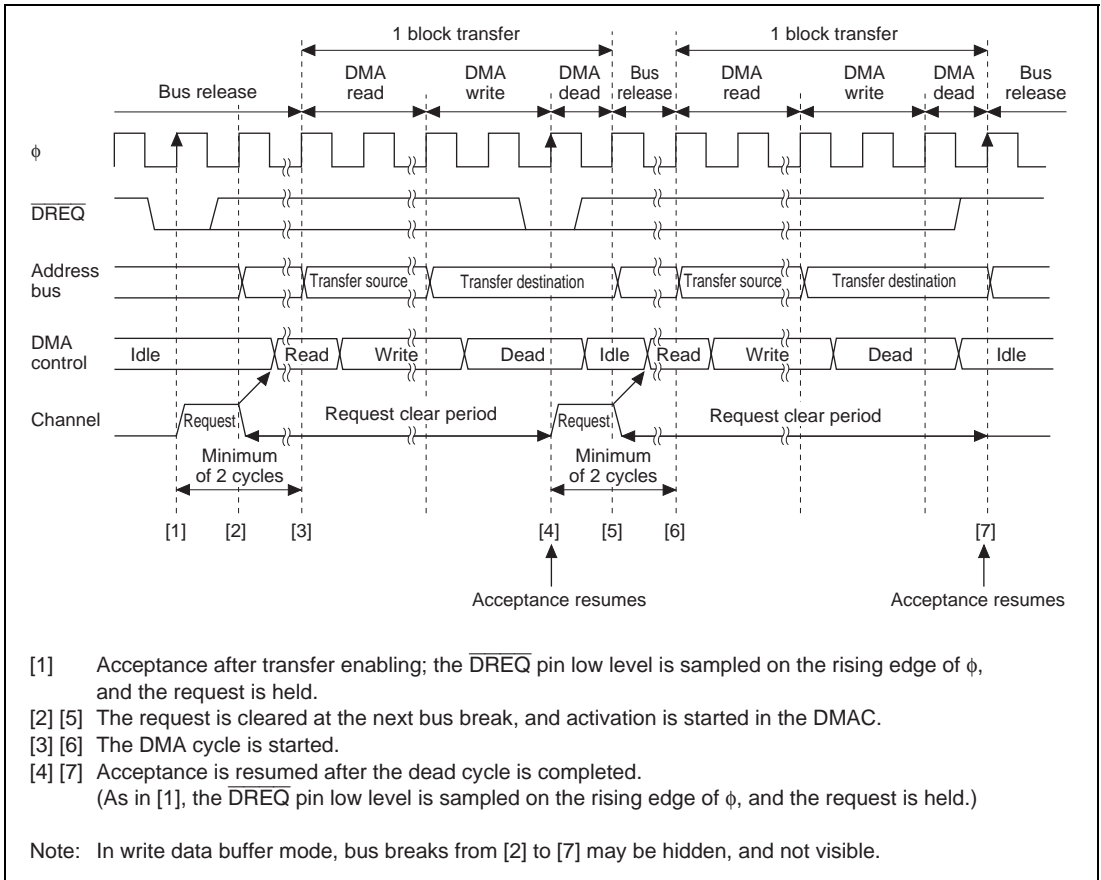 1 block transfer 1 block transfer
Bus release DMA read DMA write DMA dead Bus release DMA read DMA write DMA dead Bus release
φ
DREQ
Address bus Transfer source Transfer destination Transfer source Transfer destination
DMA control Idle Read Write Dead Idle Read Write Dead Idle
Channel Request Request clear period Request Request clear period
Minimum of 2 cycles Minimum of 2 cycles
[1] [2] [3] [4] [5] [6] [7]
Acceptance resumes Acceptance resumes
[1] Acceptance after transfer enabling; the DREQ pin low level is sampled on the rising edge of φ,
and the request is held.
[2] [5] The request is cleared at the next bus break, and activation is started in the DMAC.
[3] [6] The DMA cycle is started.
[4] [7] Acceptance is resumed after the dead cycle is completed.
(As in [1], the DREQ pin low level is sampled on the rising edge of φ, and the request is held.)
Note: In write data buffer mode, bus breaks from [2] to [7] may be hidden, and not visible.